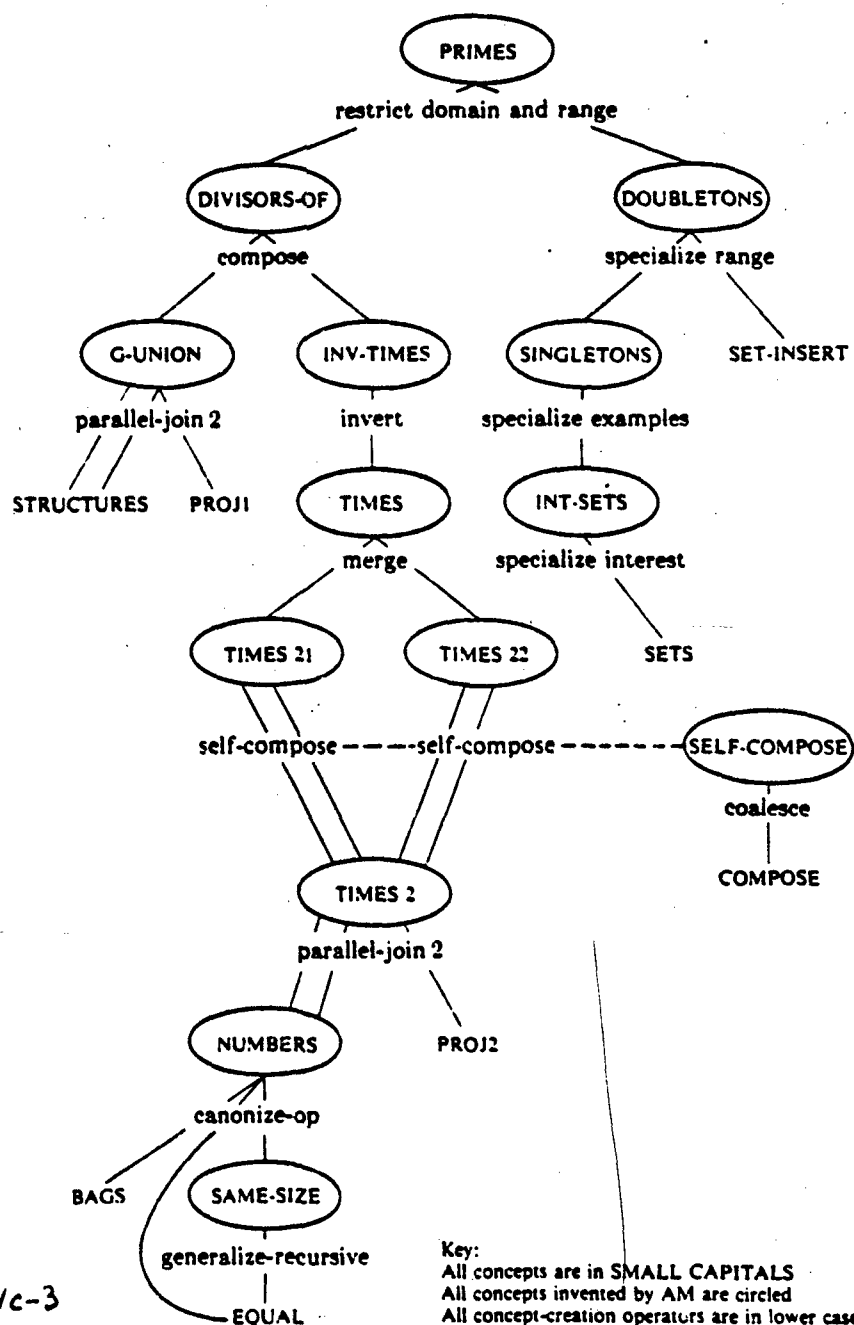 PRIMES
restrict domain and range
DIVISORS-OF DOUBLETONS
compose specialize range
G-UNION INV-TIMES SINGLETONS SET-INSERT
parallel-join 2 invert specialize examples
STRUCTURES PROJ1 TIMES INT-SETS
merge specialize interest
TIMES 21 TIMES 22 SETS
self-compose self-compose SELF-COMPOSE
coalesce
TIMES 2 COMPOSE
parallel-join 2
NUMBERS PROJ2
canonize-op
BAGS SAME-SIZE
generalize-recursive
EQUAL
Key:
All concepts are in SMALL CAPITALS
All concepts invented by AM are circled
All concept-creation operators are in lower case